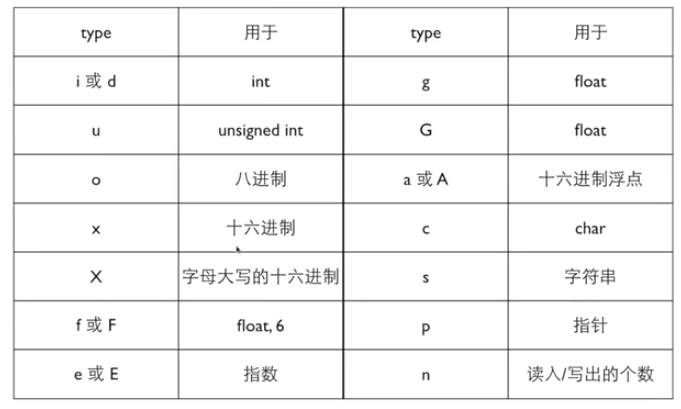 type 用于 type 用于
i 或 d int g float
u unsigned int G float
o 八进制 a 或 A 十六进制浮点
x 十六进制 c char
X 字母大写的十六进制 s 字符串
f 或 F float, 6 p 指针
e 或 E 指数 n 读入/写出的个数